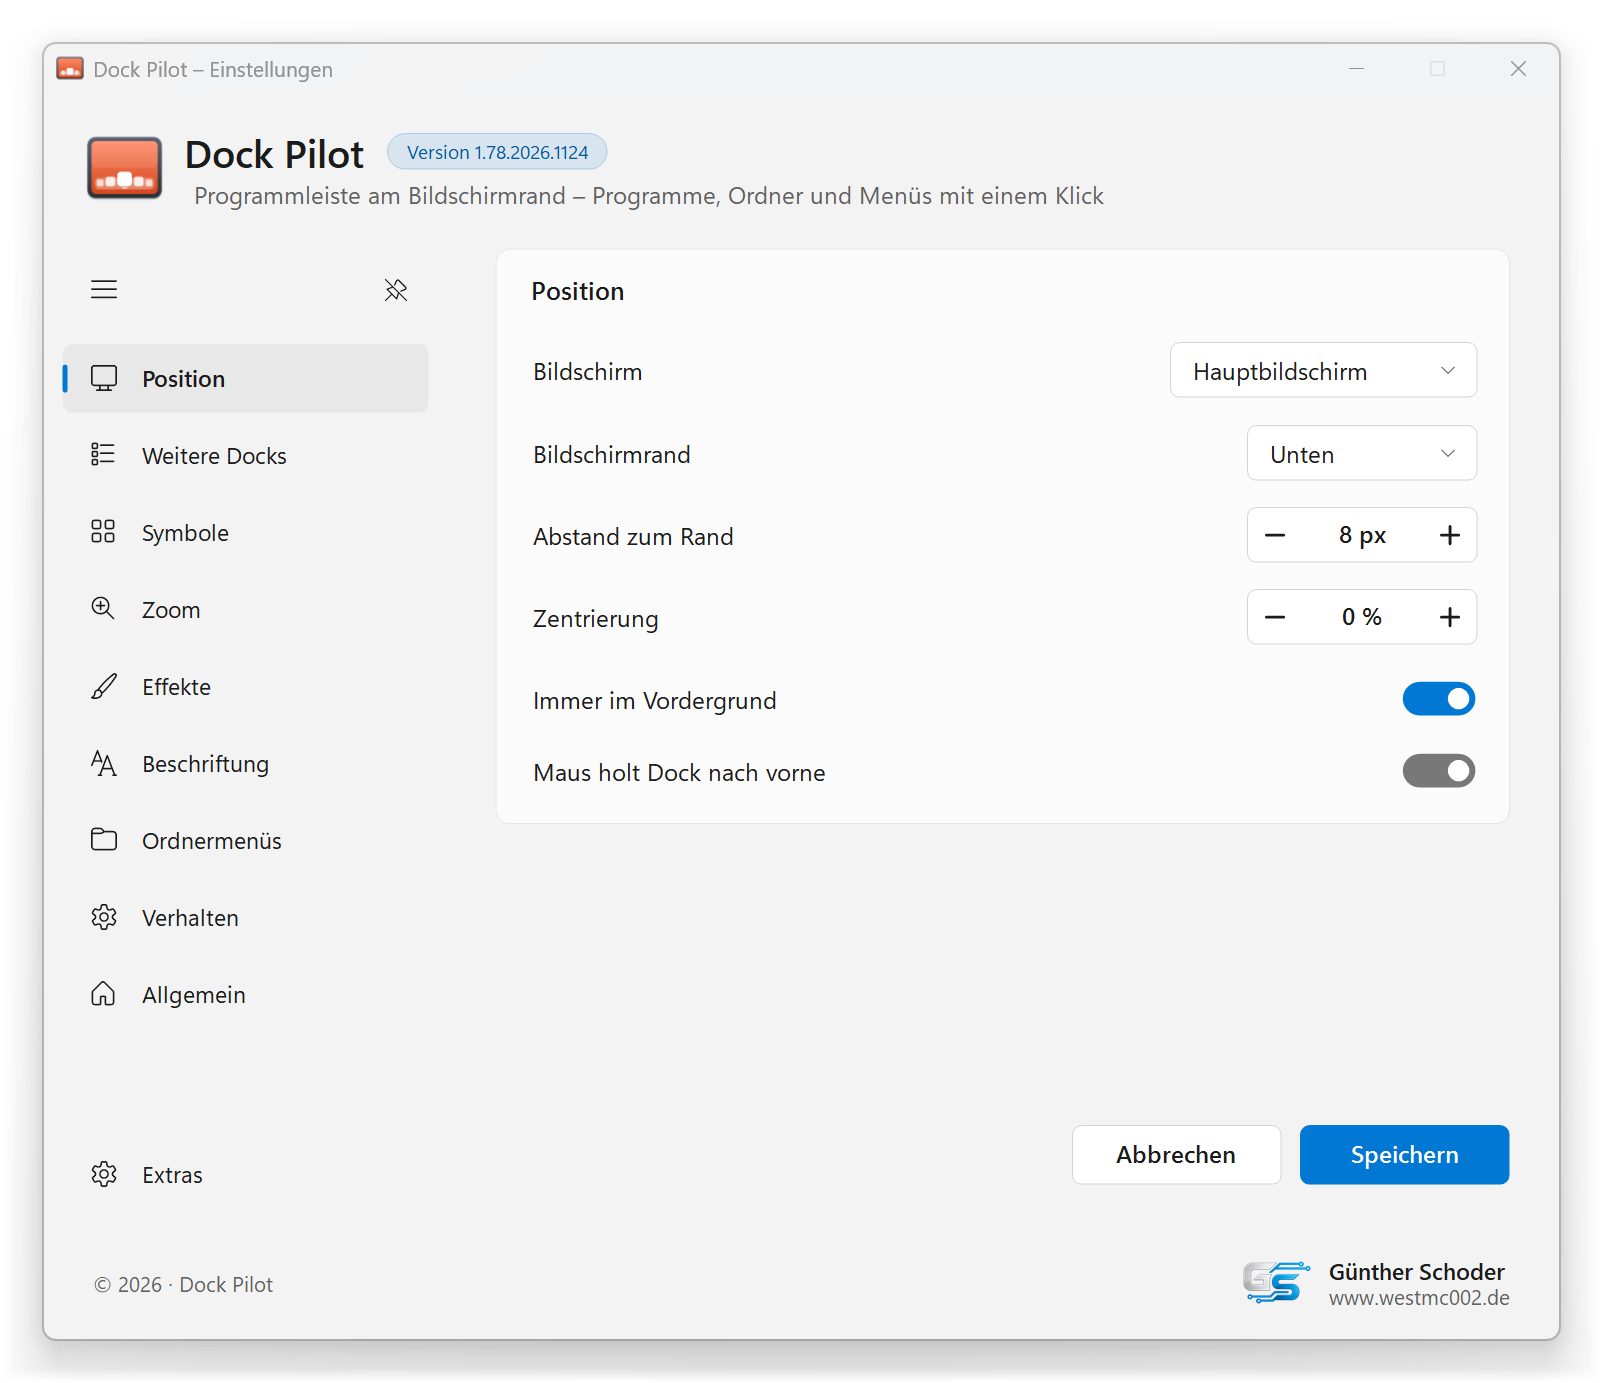 Dock Pilot – Einstellungen
Dock Pilot
Version 1.78.2026.1124
Programmleiste am Bildschirmrand – Programme, Ordner und Menüs mit einem Klick
Position
Weitere Docks
Symbole
Zoom
Effekte
Beschriftung
Ordnermenüs
Verhalten
Allgemein
Extras
Position
Bildschirm
Hauptbildschirm
Bildschirmrand
Unten
Abstand zum Rand
8 px
Zentrierung
0 %
Immer im Vordergrund
Maus holt Dock nach vorne
Abbrechen
Speichern
© 2026 · Dock Pilot
GS
Günther Schoder
www.westmc002.de